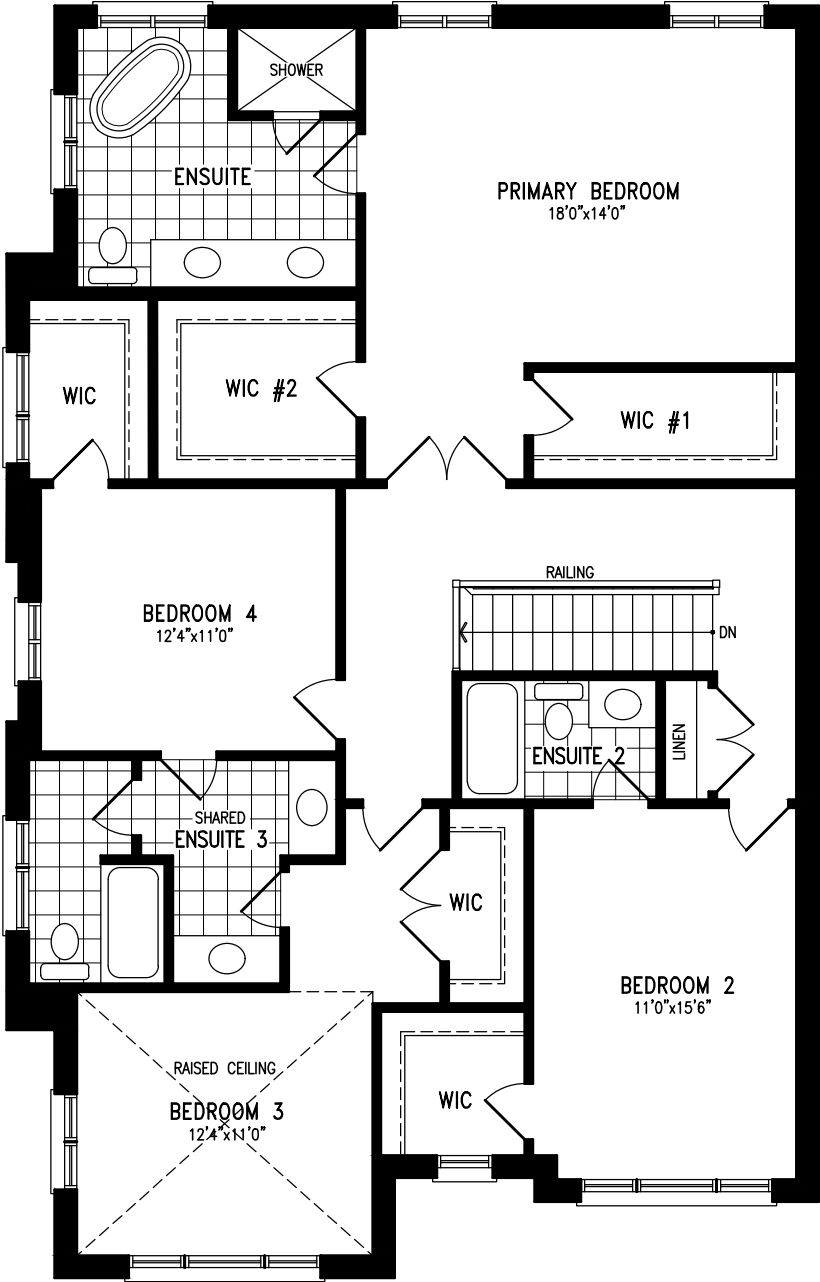 SHOWER
ENSUITE
PRIMARY BEDROOM
18'0"x14'0"
WIC
WIC #2
WIC #1
RAILING
BEDROOM 4
12'4"x11'0"
DN
LINEN
ENSUITE 2
SHARED
ENSUITE 3
WIC
BEDROOM 2
11'0"x15'6"
RAISED CEILING
BEDROOM 3
12'4"x11'0"
WIC